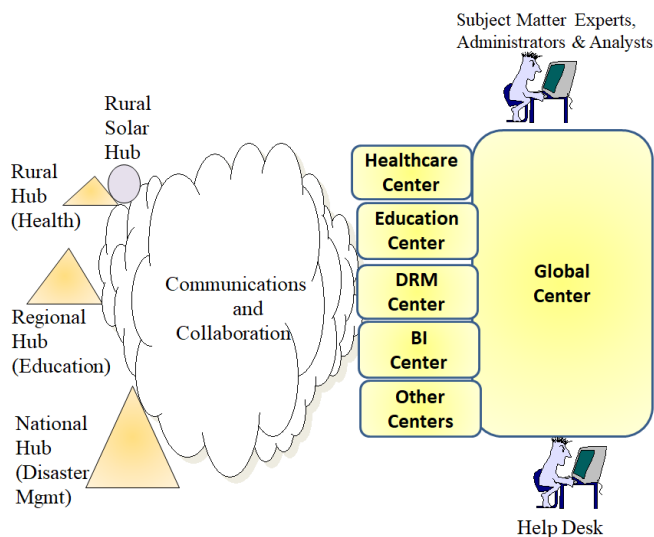 Subject Matter Experts,
Administrators & Analysts
Rural
Solar
Hub
Rural
Hub
(Health)
Regional
Hub
(Education)
National
Hub
(Disaster
Mgmt)
Communications
and
Collaboration
Healthcare
Center
Education
Center
DRM
Center
BI
Center
Other
Centers
Global
Center
Help Desk